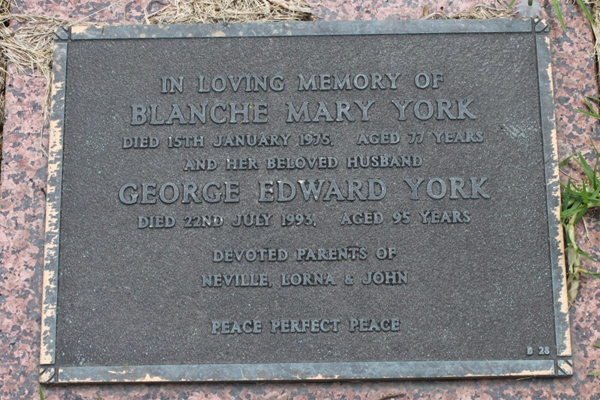 IN LOVING MEMORY OF
BLANCHE MARY YORK
DIED 15TH JANUARY 1975, AGED 77 YEARS
AND HER BELOVED HUSBAND
GEORGE EDWARD YORK
DIED 22ND JULY 1993, AGED 95 YEARS
DEVOTED PARENTS OF
NEVILLE, LORNA & JOHN
PEACE PERFECT PEACE
B 28